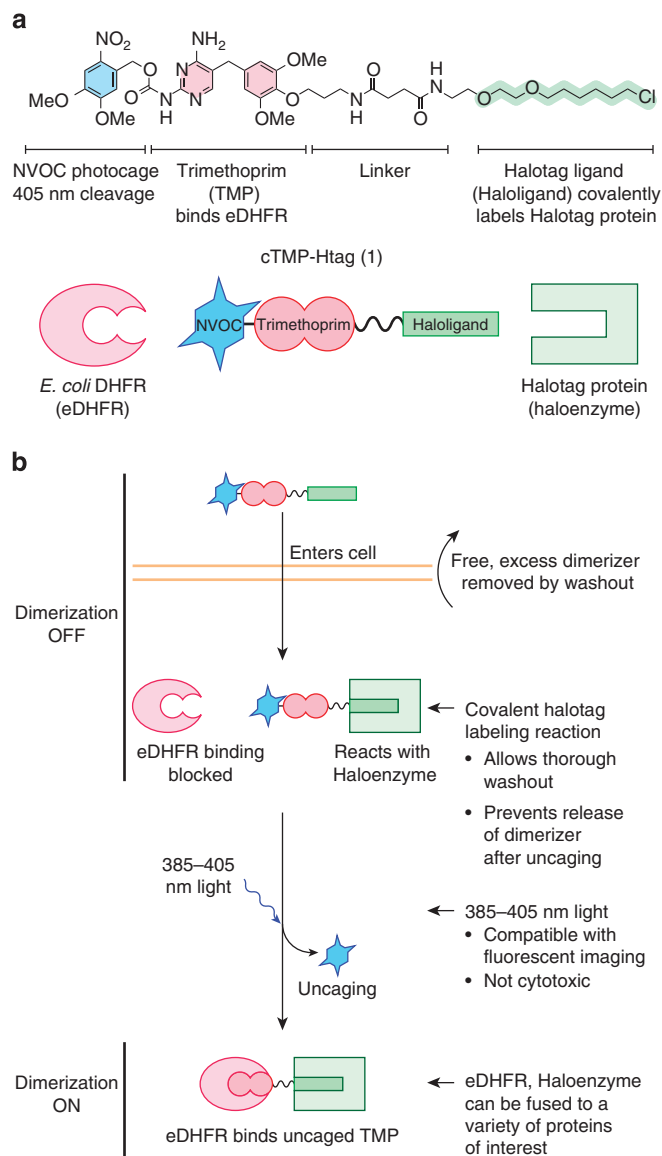 a
NO2
NH2
O
N
OMe
MeO
OMe
O
N
H
N
OMe
O
N
H
O
O
H
N
O
O
Cl
NVOC photocage
405 nm cleavage
Trimethoprim
(TMP)
binds eDHFR
Linker
Halotag ligand
(Haloligand) covalently
labels Halotag protein
cTMP-Htag (1)
NVOC
Trimethoprim
Haloligand
E. coli DHFR
(eDHFR)
Halotag protein
(haloenzyme)
b
Enters cell
Free, excess dimerizer
removed by washout
Dimerization
OFF
eDHFR binding
blocked
Reacts with
Haloenzyme
Covalent halotag
labeling reaction
• Allows thorough
washout
• Prevents release
of dimerizer
after uncaging
385–405
nm light
385–405 nm light
• Compatible with
fluorescent imaging
• Not cytotoxic
Uncaging
Dimerization
ON
eDHFR binds uncaged TMP
eDHFR, Haloenzyme
can be fused to a
variety of proteins
of interest